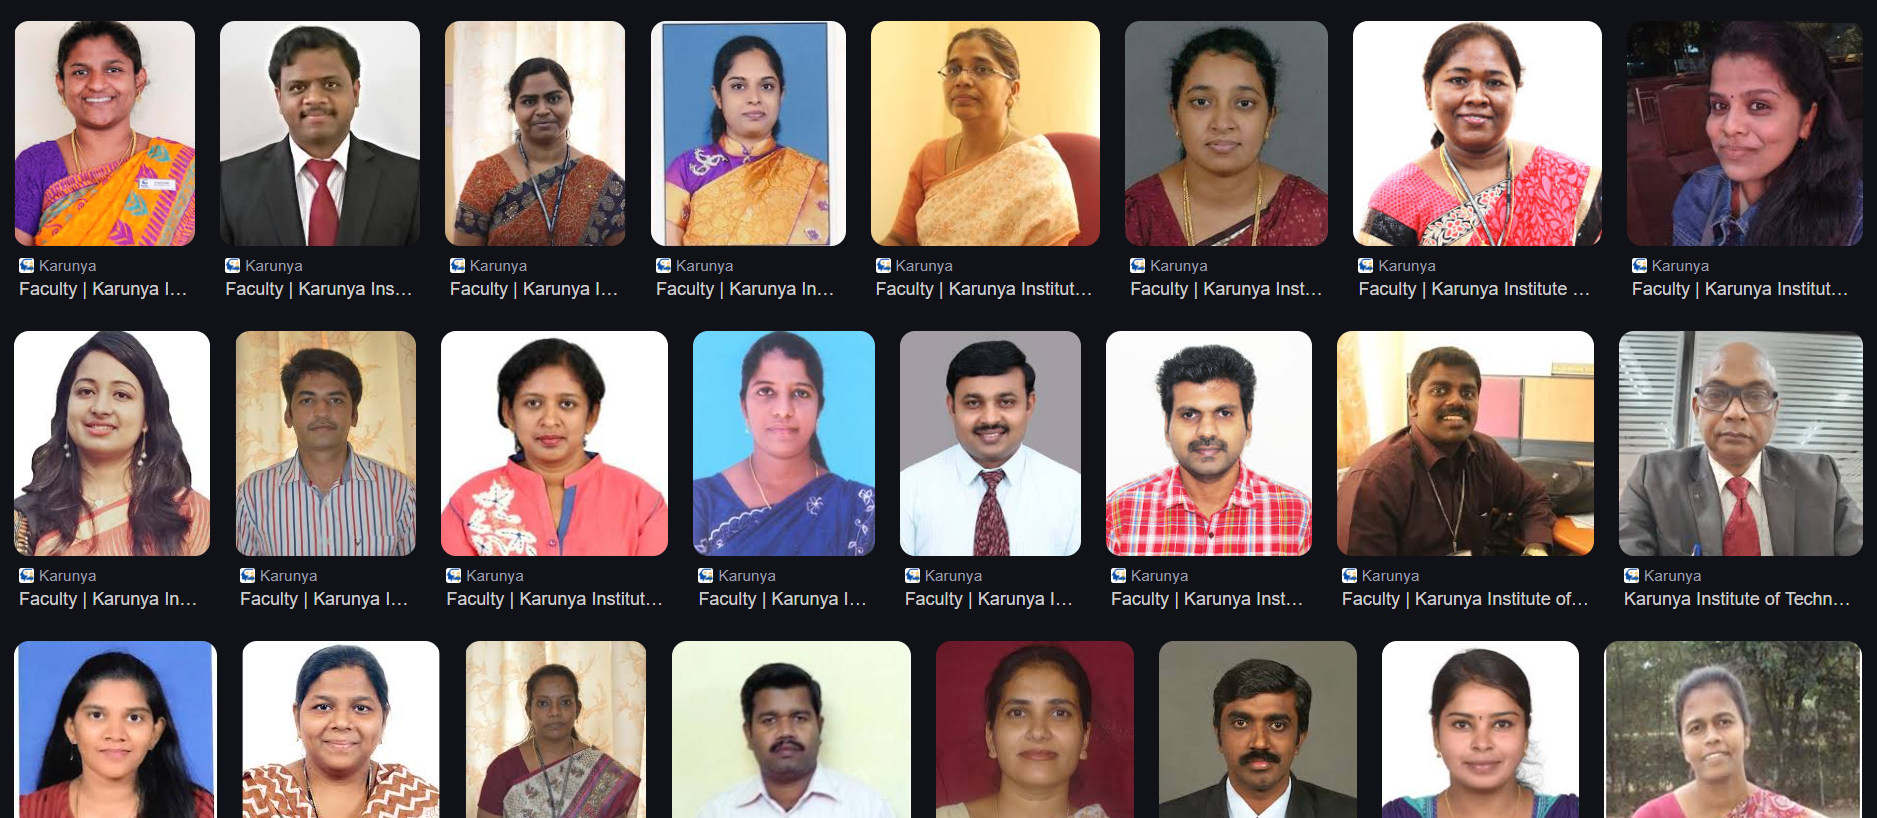 Karunya
Faculty | Karunya I...
Karunya
Faculty | Karunya Ins...
Karunya
Faculty | Karunya I...
Karunya
Faculty | Karunya In...
Karunya
Faculty | Karunya Institut...
Karunya
Faculty | Karunya Inst...
Karunya
Faculty | Karunya Institute ...
Karunya
Faculty | Karunya Institut...
Karunya
Faculty | Karunya In...
Karunya
Faculty | Karunya I...
Karunya
Faculty | Karunya Institut...
Karunya
Faculty | Karunya I...
Karunya
Faculty | Karunya I...
Karunya
Faculty | Karunya Inst...
Karunya
Faculty | Karunya Institute of...
Karunya
Karunya Institute of Techn...